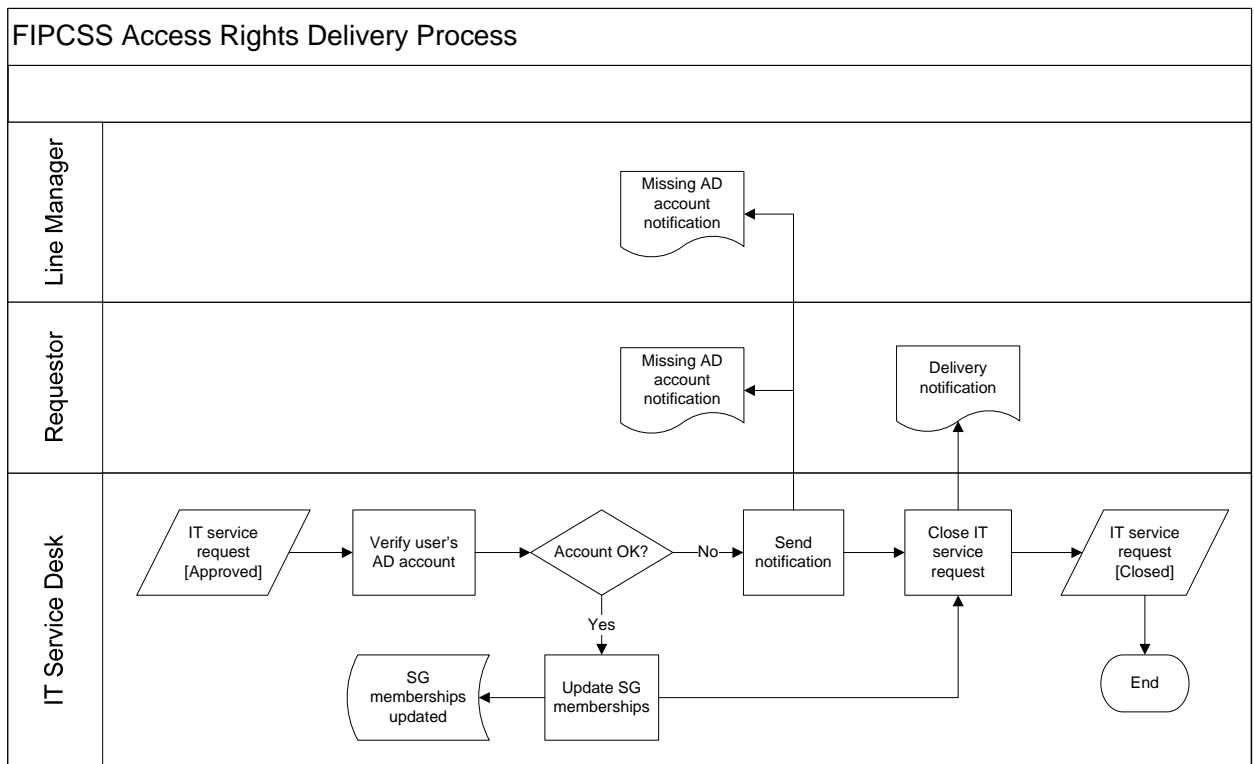 FIPCSS Access Rights Delivery Process
Line Manager
Missing AD
account
notification
Requestor
Missing AD
account
notification
Delivery
notification
IT Service Desk
IT service
request
[Approved]
Verify user's
AD account
Account OK?
No
Send
notification
Close IT
service
request
IT service
request
[Closed]
Yes
SG
memberships
updated
Update SG
memberships
End